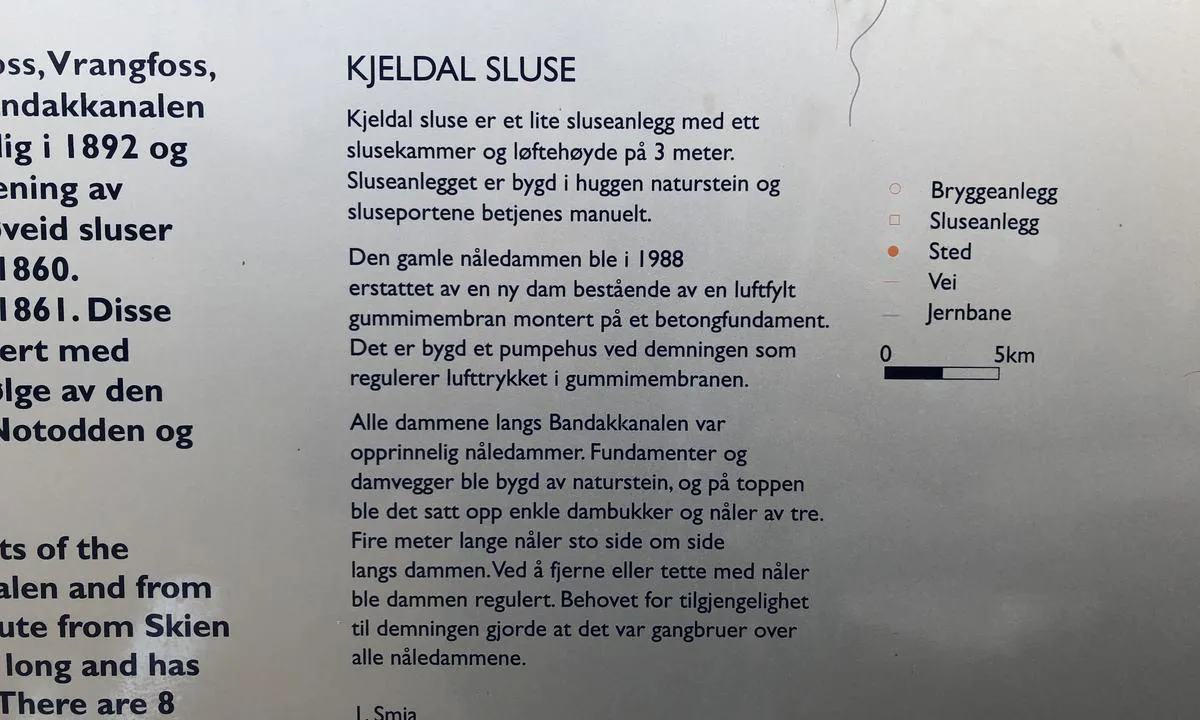 oss, Vrangfoss,
ndakkanalen
lig i 1892 og
ening av
veid sluser
1860.
1861. Disse
ert med
lge av den
Notodden og
ts of the
alen and from
ute from Skien
long and has
There are 8
KJELDAL SLUSE
Kjeldal sluse er et lite sluseanlegg med ett
slusekammer og løftehøyde på 3 meter.
Sluseanlegget er bygd i huggen naturstein og
sluseportene betjenes manuelt.
Den gamle nåledammen ble i 1988
erstattet av en ny dam bestående av en luftfylt
gummimembran montert på et betongfundament.
Det er bygd et pumpehus ved demningen som
regulerer lufttrykket i gummimembranen.
Alle dammene langs Bandakkanalen var
opprinnelig nåledammer. Fundamenter og
damvegger ble bygd av naturstein, og på toppen
ble det satt opp enkle dambukker og nåler av tre.
Fire meter lange nåler sto side om side
langs dammen. Ved å fjerne eller tette med nåler
ble dammen regulert. Behovet for tilgjengelighet
til demningen gjorde at det var gangbruer over
alle nåledammene.
I. Smia
Bryggeanlegg
Sluseanlegg
Sted
Vei
Jernbane
0 5km